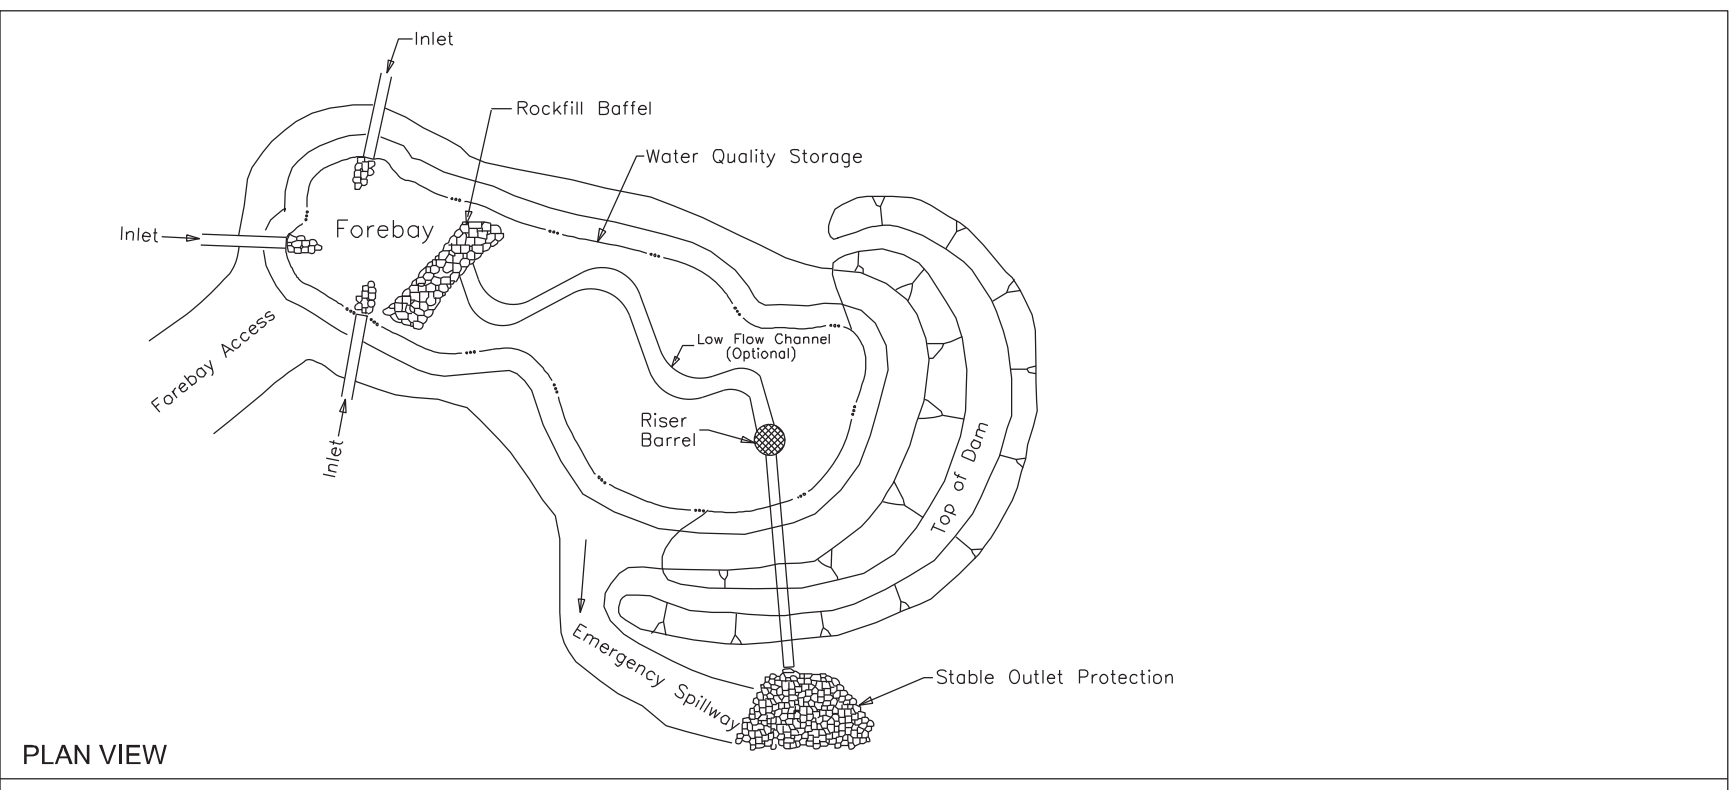 Inlet
Rockfill Baffel
Water Quality Storage
Inlet
Forebay
Forebay Access
Low Flow Channel
(Optional)
Riser
Barrel
Inlet
Top of Dam
Emergency Spillway
Stable Outlet Protection
PLAN VIEW